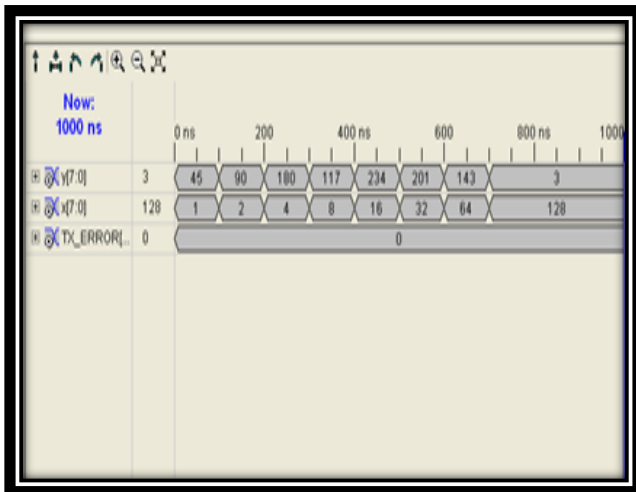 Now:
1000 ns
0 ns 200 400 ns 600 800 ns 1000
y[7:0] 3 45 90 180 117 234 201 143 3
x[7:0] 128 1 2 4 8 16 32 64 128
TX_ERROR[... 0 0